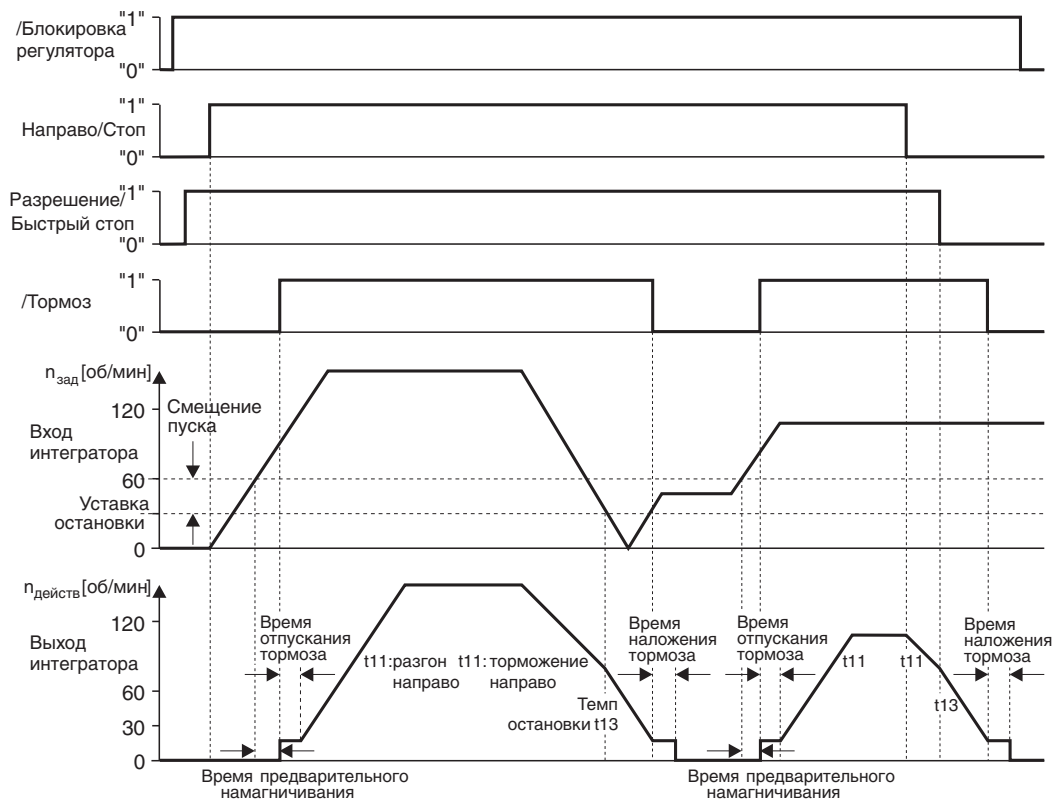 /Блокировка
регулятора
"1"
"0"
Направо/Стоп
"1"
"0"
Разрешение/
Быстрый стоп
"1"
"0"
/Тормоз
"1"
"0"
nзад [об/мин]
120
Смещение
пуска
Вход
интегратора
60
Уставка
остановки
0
nдейств [об/мин]
120
Выход
интегратора
60
30
0
Время
отпускания
тормоза
t11:разгон
направо
t11: торможение
направо
Темп
остановки t13
Время
наложения
тормоза
Время
отпускания
тормоза
t11
t11
t13
Время
наложения
тормоза
Время предварительного
намагничивания
Время предварительного
намагничивания